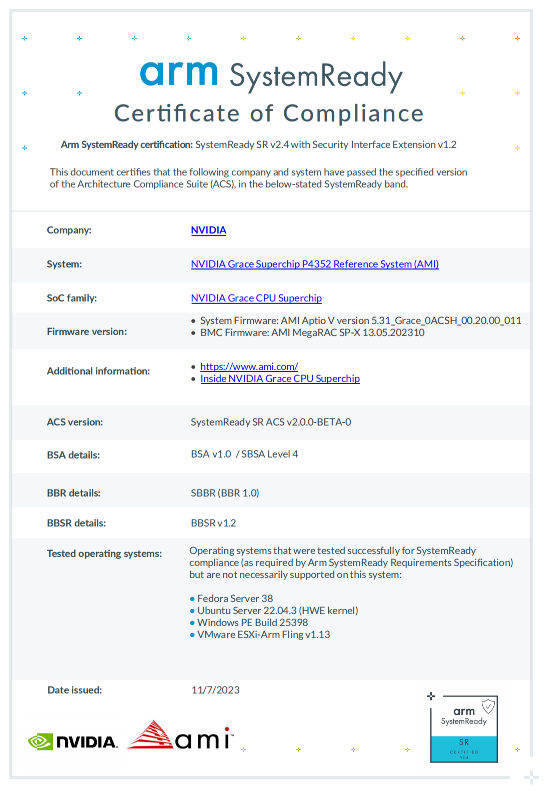 arm SystemReady
Certificate of Compliance
Arm SystemReady certification: SystemReady SR v2.4 with Security Interface Extension v1.2
This document certifies that the following company and system have passed the specified version
of the Architecture Compliance Suite (ACS), in the below-stated SystemReady band.
Company: NVIDIA
System: NVIDIA Grace Superchip P4352 Reference System (AMI)
SoC family: NVIDIA Grace CPU Superchip
Firmware version:
• System Firmware: AMI Aptio V version 5.31_Grace_0ACSH_00.20.00_011
• BMC Firmware: AMI MegaRAC SP-X 13.05.202310
Additional information:
• https://www.ami.com/
• Inside NVIDIA Grace CPU Superchip
ACS version: SystemReady SR ACS v2.0.0-BETA-0
BSA details: BSA v1.0 / SBSA Level 4
BBR details: SBBR (BBR 1.0)
BBSR details: BBSR v1.2
Tested operating systems: Operating systems that were tested successfully for SystemReady
compliance (as required by Arm SystemReady Requirements Specification)
but are not necessarily supported on this system:
• Fedora Server 38
• Ubuntu Server 22.04.3 (HWE kernel)
• Windows PE Build 25398
• VMware ESXi-Arm Fling v1.13
Date issued: 11/7/2023
NVIDIA. ami
arm
SystemReady
SR